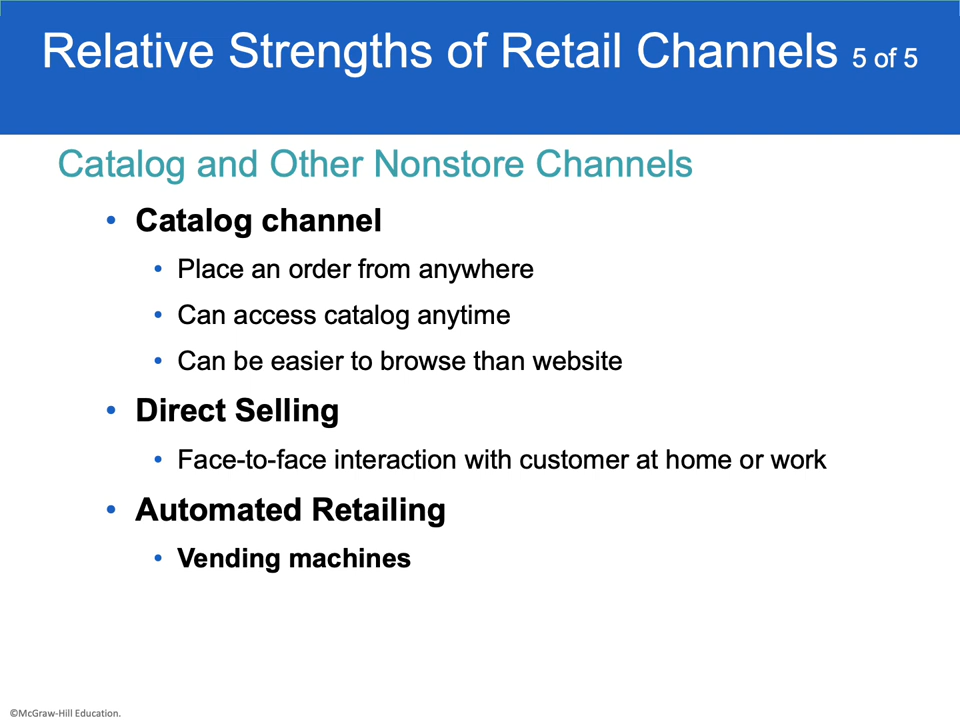 Relative Strengths of Retail Channels 5 of 5
Catalog and Other Nonstore Channels
• Catalog channel
• Place an order from anywhere
• Can access catalog anytime
• Can be easier to browse than website
• Direct Selling
• Face-to-face interaction with customer at home or work
• Automated Retailing
• Vending machines
©McGraw-Hill Education.